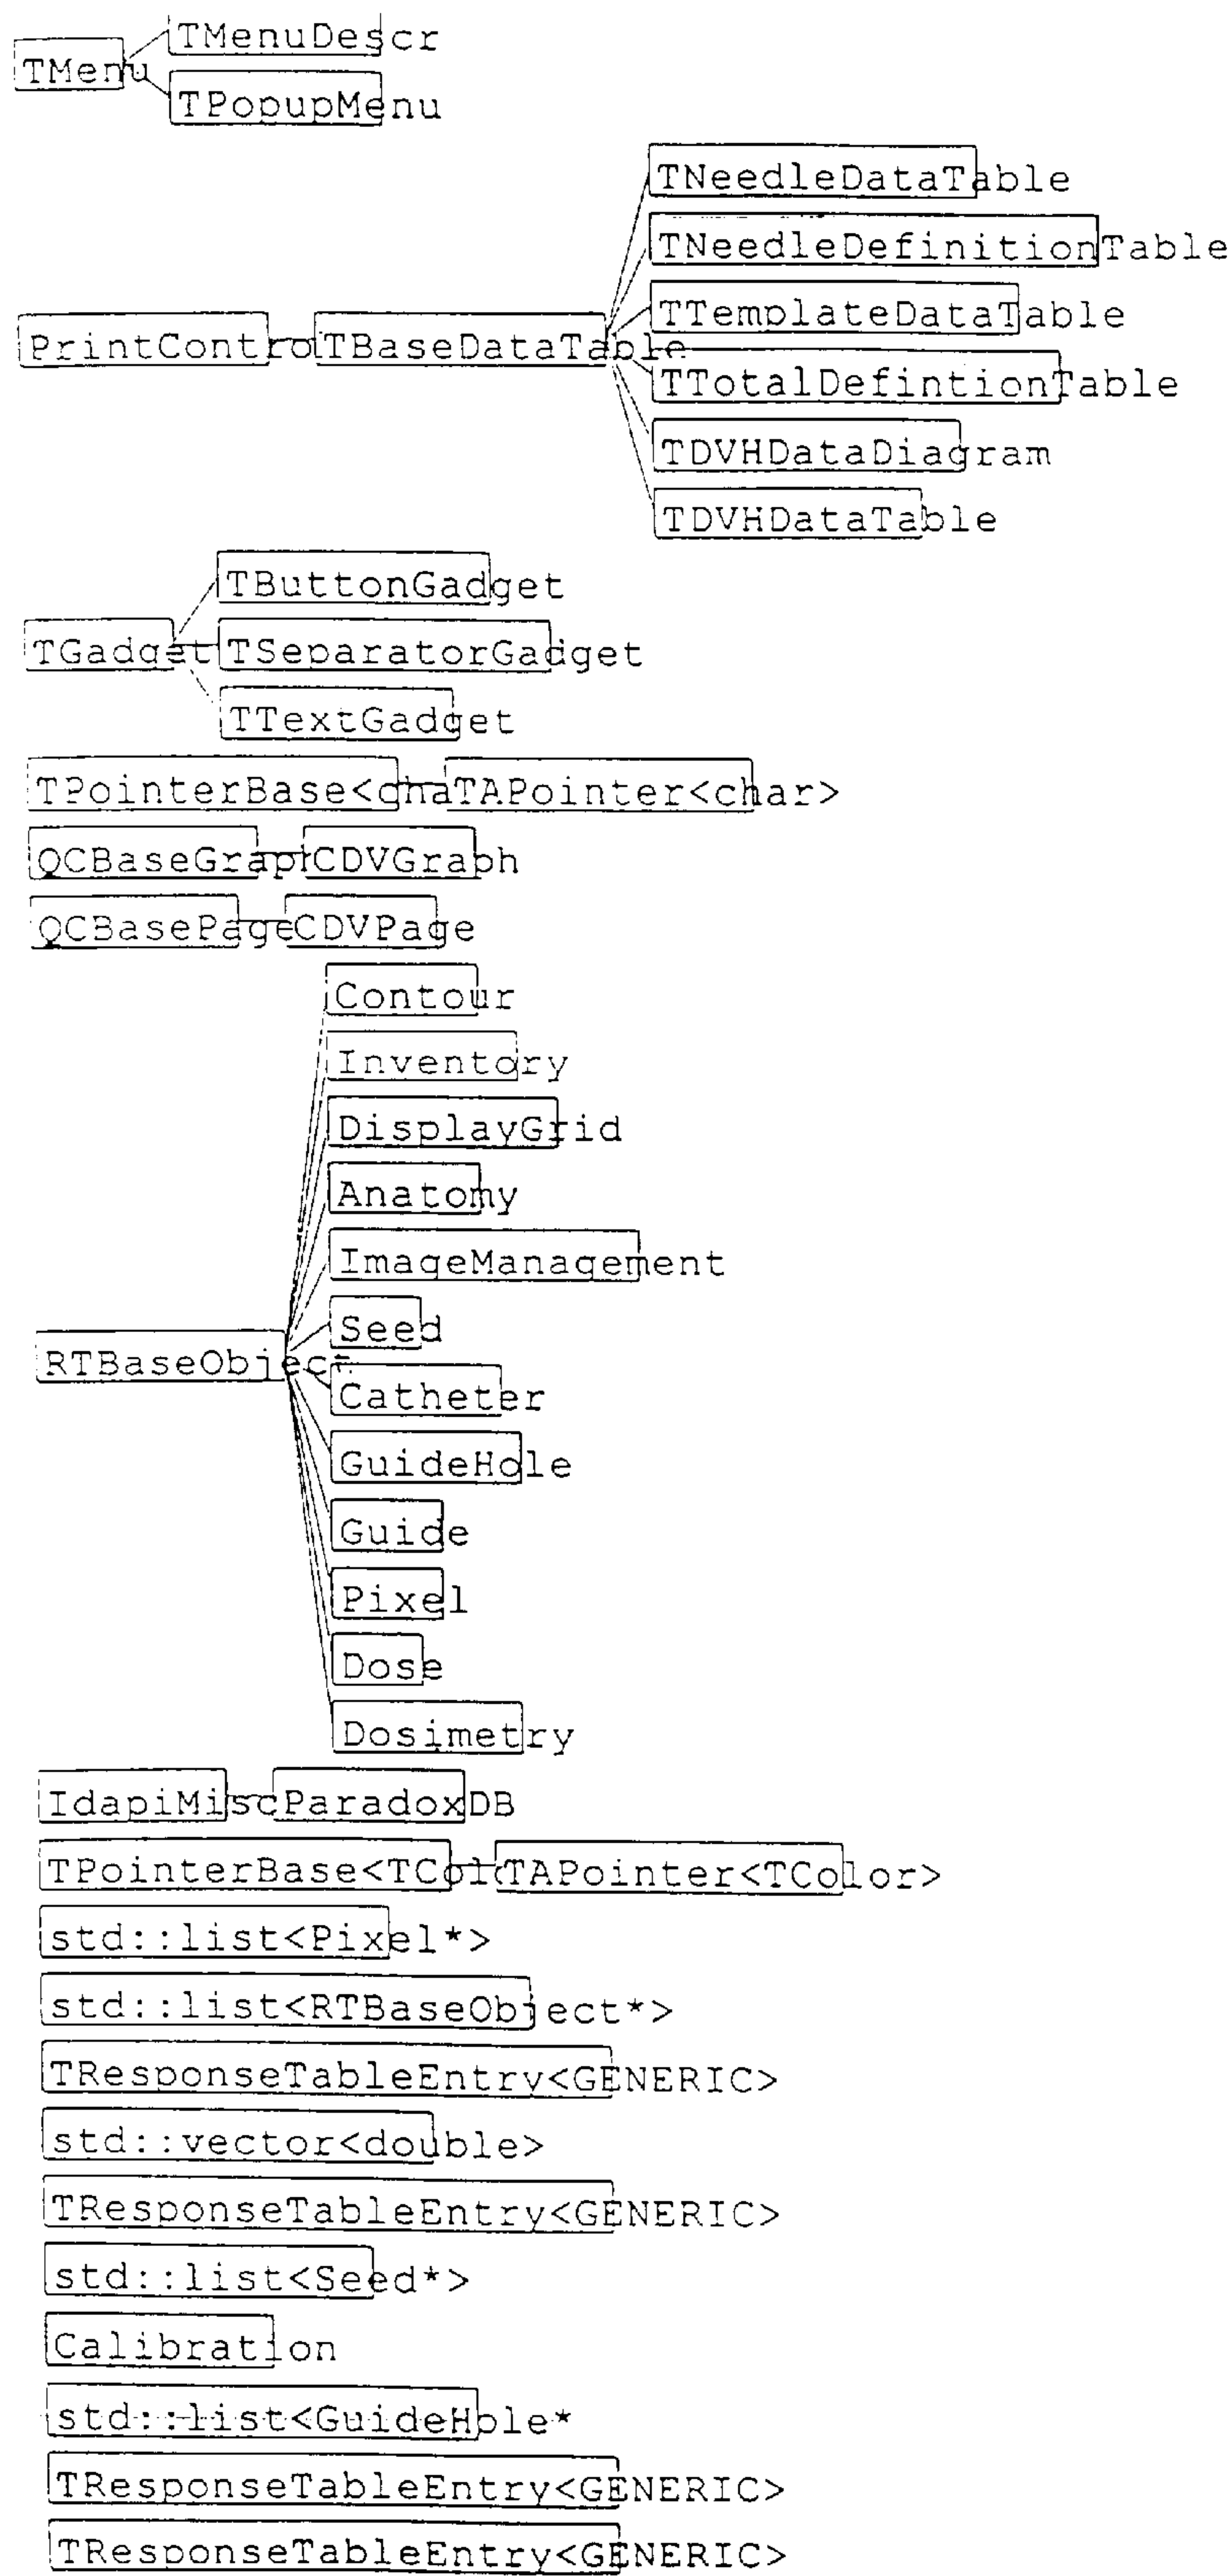 TMenuDescr
TMenu
TPopupMenu
TNeedleDataTable
TNeedleDefinitionTable
TTemplateDataTable
PrintContro TBaseDataTable
TTotalDefintionTable
TDVHDataDiagram
TDVHDataTable
TButtonGadget
TGadget TSeparatorGadget
TTextGadget
TPointerBase<cha TAPointer<char>
QCBaseGraph CDVGraph
QCBasePage CDVPage
Contour
Inventory
DisplayGrid
Anatomy
ImageManagement
Seed
RTBaseObject
Catheter
GuideHole
Guide
Pixel
Dose
Dosimetry
IdapiMisc ParadoxDB
TPointerBase<TColo TAPointer<TColor>
std::list<Pixel*>
std::list<RTBaseObject*>
TResponseTableEntry<GENERIC>
std::vector<double>
TResponseTableEntry<GENERIC>
std::list<Seed*>
Calibration
std::list<GuideHole*
TResponseTableEntry<GENERIC>
TResponseTableEntry<GENERIC>